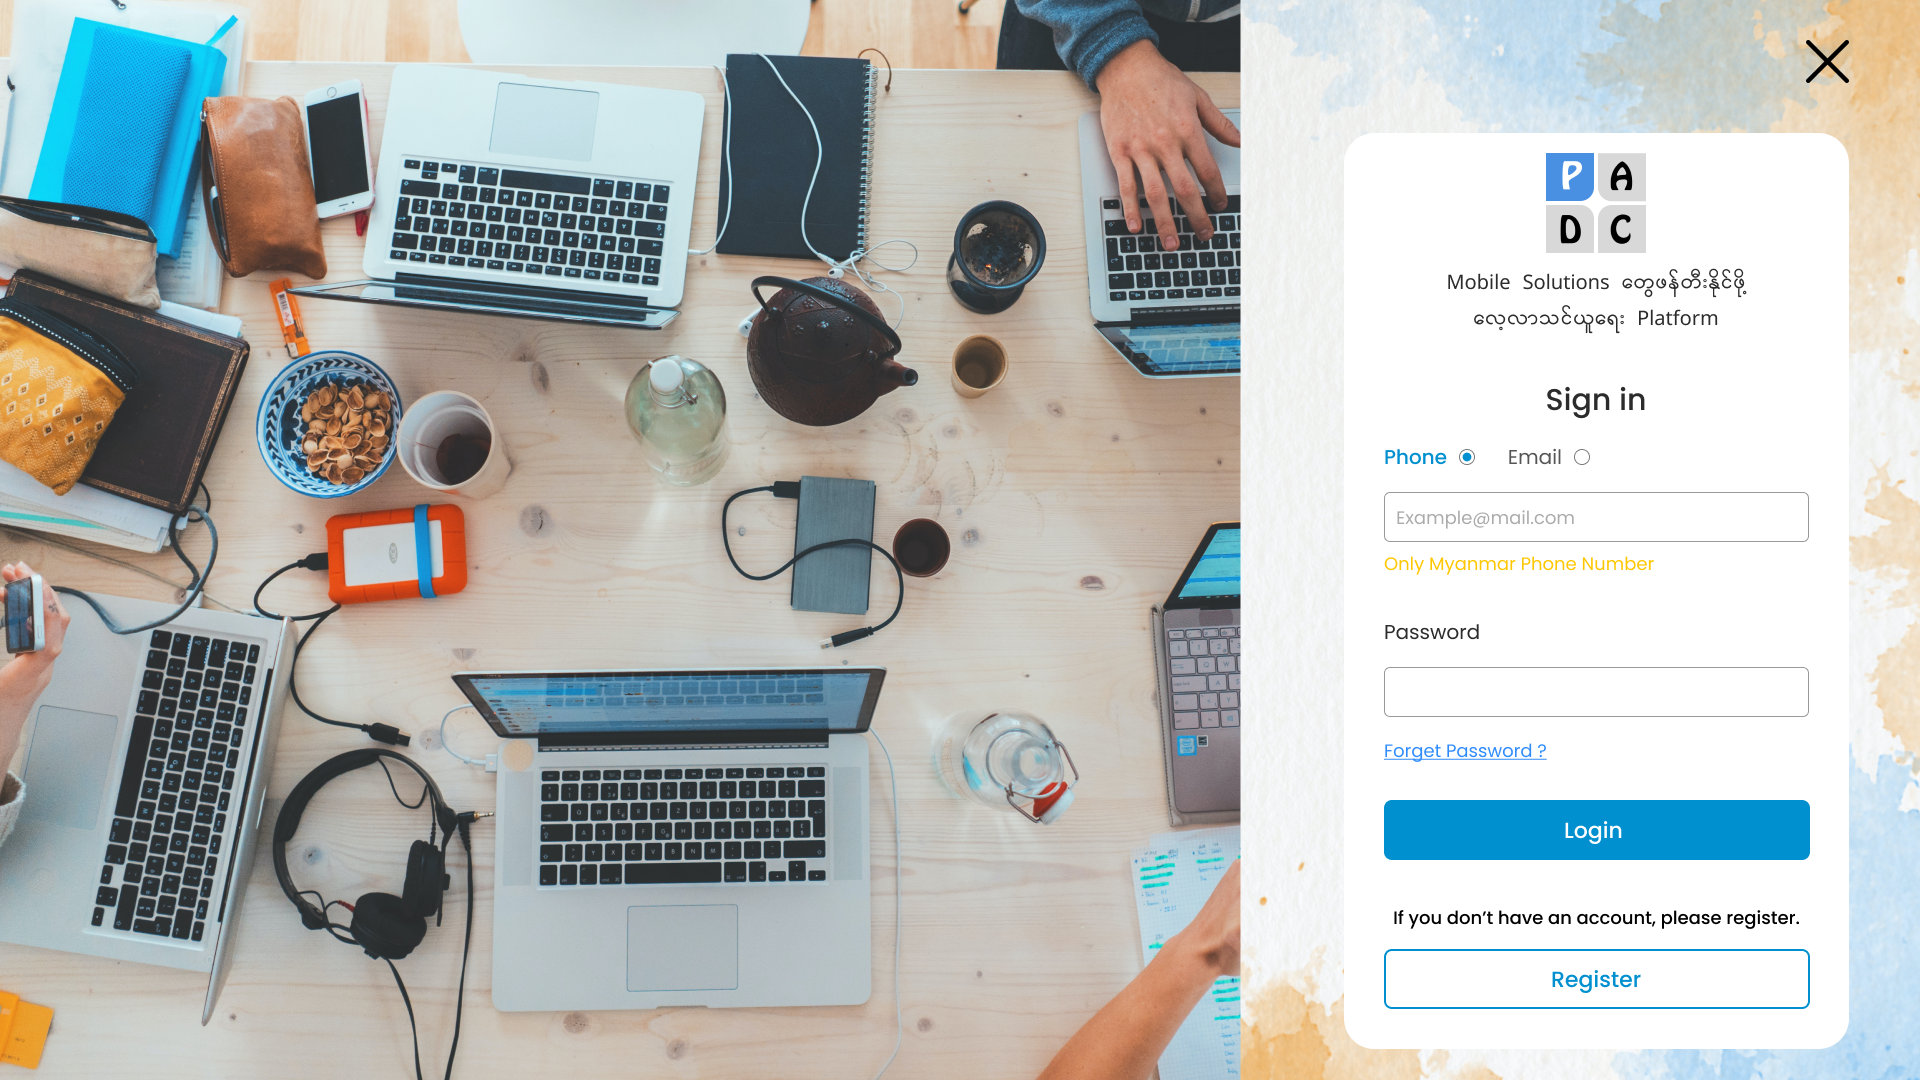 P A
D C
Mobile Solutions တွေဖန်တီးနိုင်ဖို့
လေ့လာသင်ယူရေး Platform
Sign in
Phone Email
Example@mail.com
Only Myanmar Phone Number
Password
Forget Password ?
Login
If you don’t have an account, please register.
Register